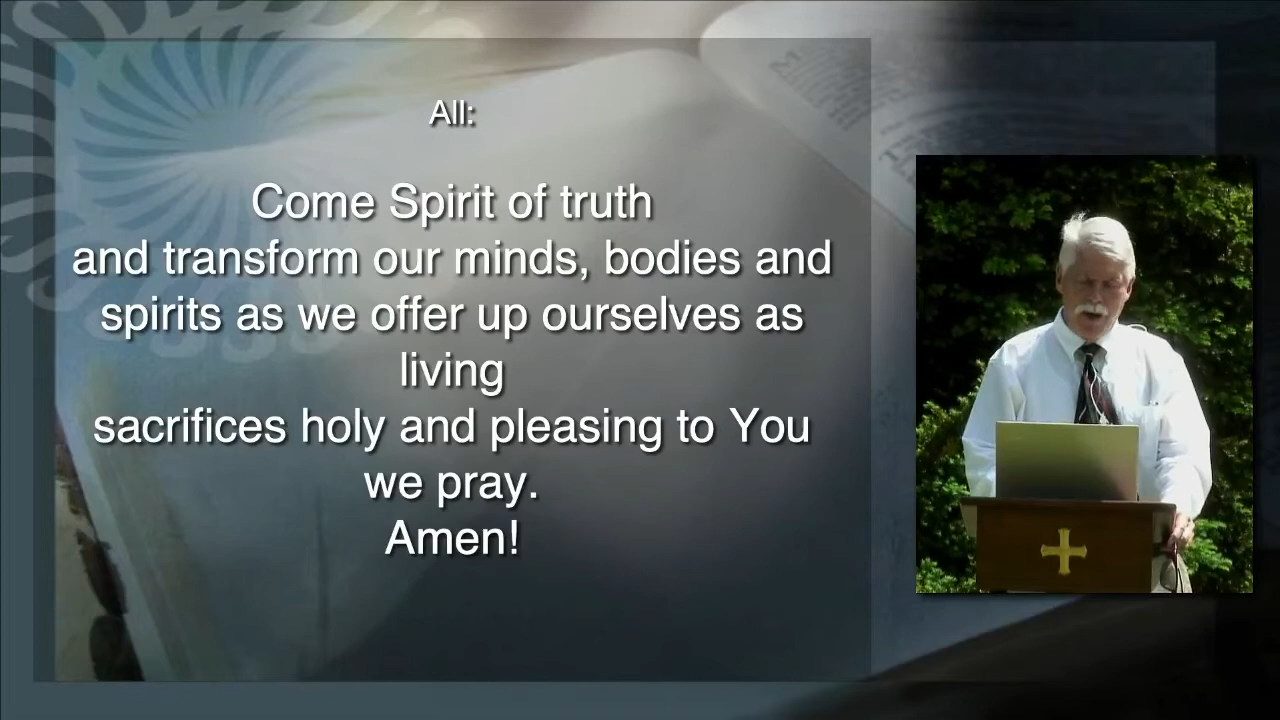 All:
Come Spirit of truth
and transform our minds, bodies and
spirits as we offer up ourselves as
living
sacrifices holy and pleasing to You
we pray.
Amen!